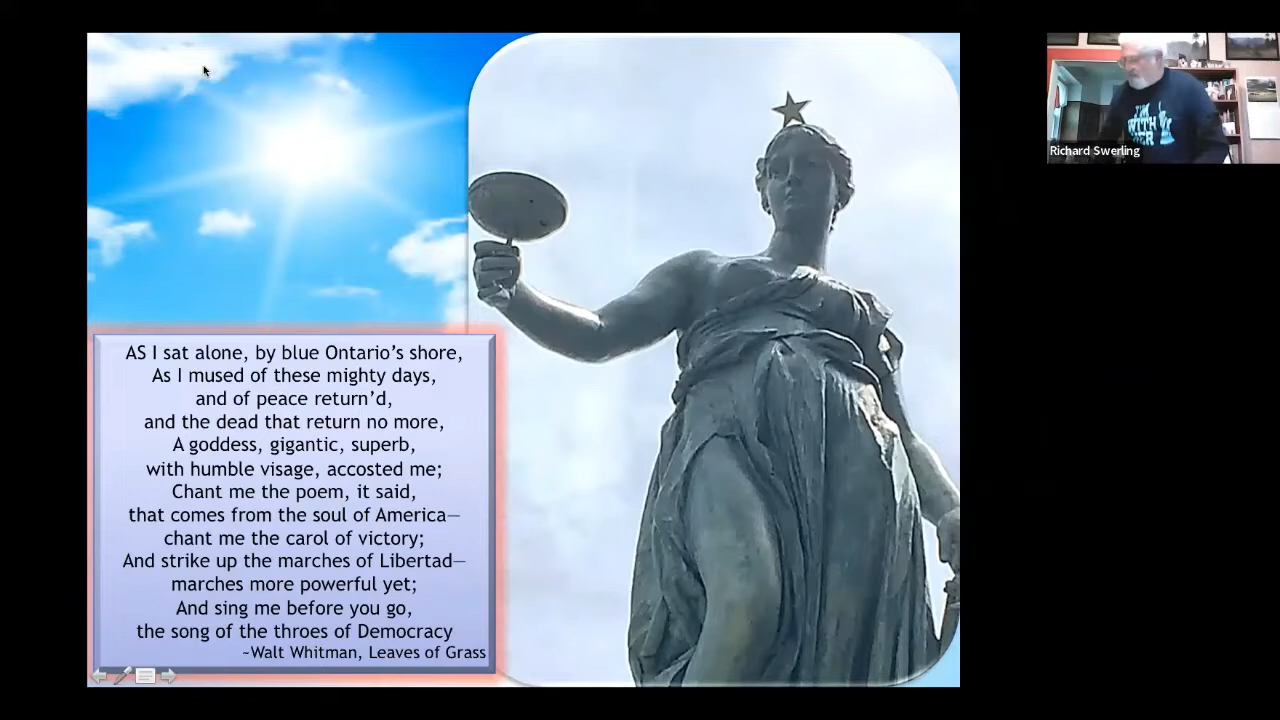 AS I sat alone, by blue Ontario’s shore,
As I mused of these mighty days,
and of peace return’d,
and the dead that return no more,
A goddess, gigantic, superb,
with humble visage, accosted me;
Chant me the poem, it said,
that comes from the soul of America—
chant me the carol of victory;
And strike up the marches of Libertad—
marches more powerful yet;
And sing me before you go,
the song of the throes of Democracy
~Walt Whitman, Leaves of Grass
WITH
Richard Swerling